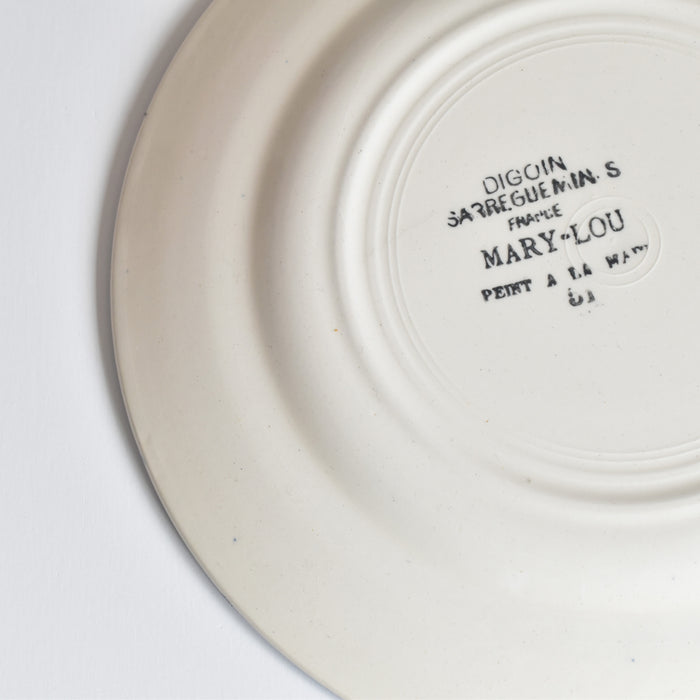 DIGOIN
SARREGUEMINES
FRANCE
MARY-LOU
PEINT A LA MAIN